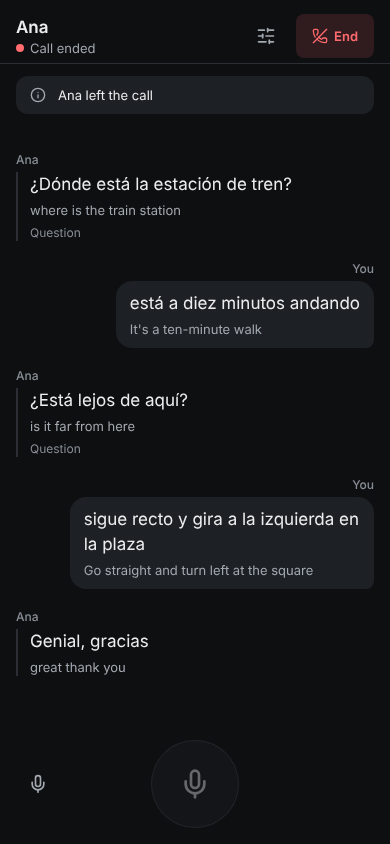 Ana
Call ended
End
Ana left the call
Ana
¿Dónde está la estación de tren?
where is the train station
Question
You
está a diez minutos andando
It's a ten-minute walk
Ana
¿Está lejos de aquí?
is it far from here
Question
You
sigue recto y gira a la izquierda en
la plaza
Go straight and turn left at the square
Ana
Genial, gracias
great thank you